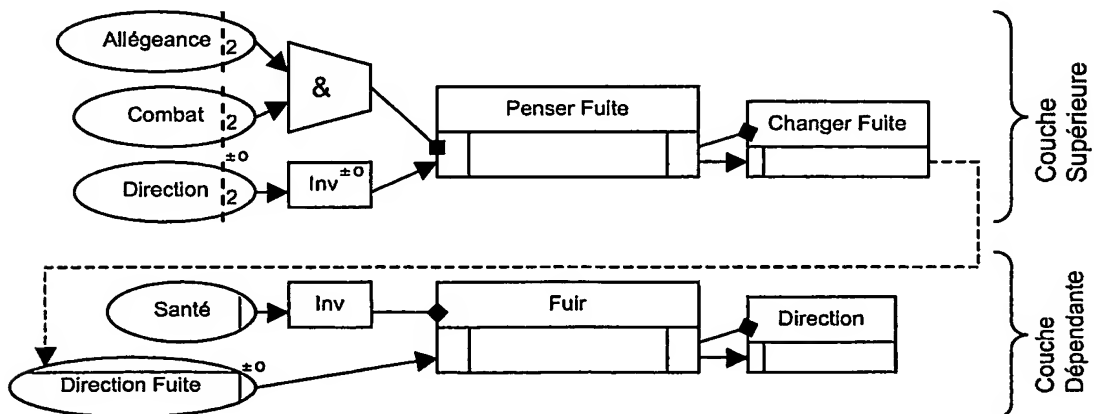 Allégeance 2
&
Combat 2
Penser Fuite
Changer Fuite
±0
Direction 2
Inv ±0
Couche
Supérieure
Santé
Inv
Fuir
Direction
±0
Direction Fuite
Couche
Dépendante